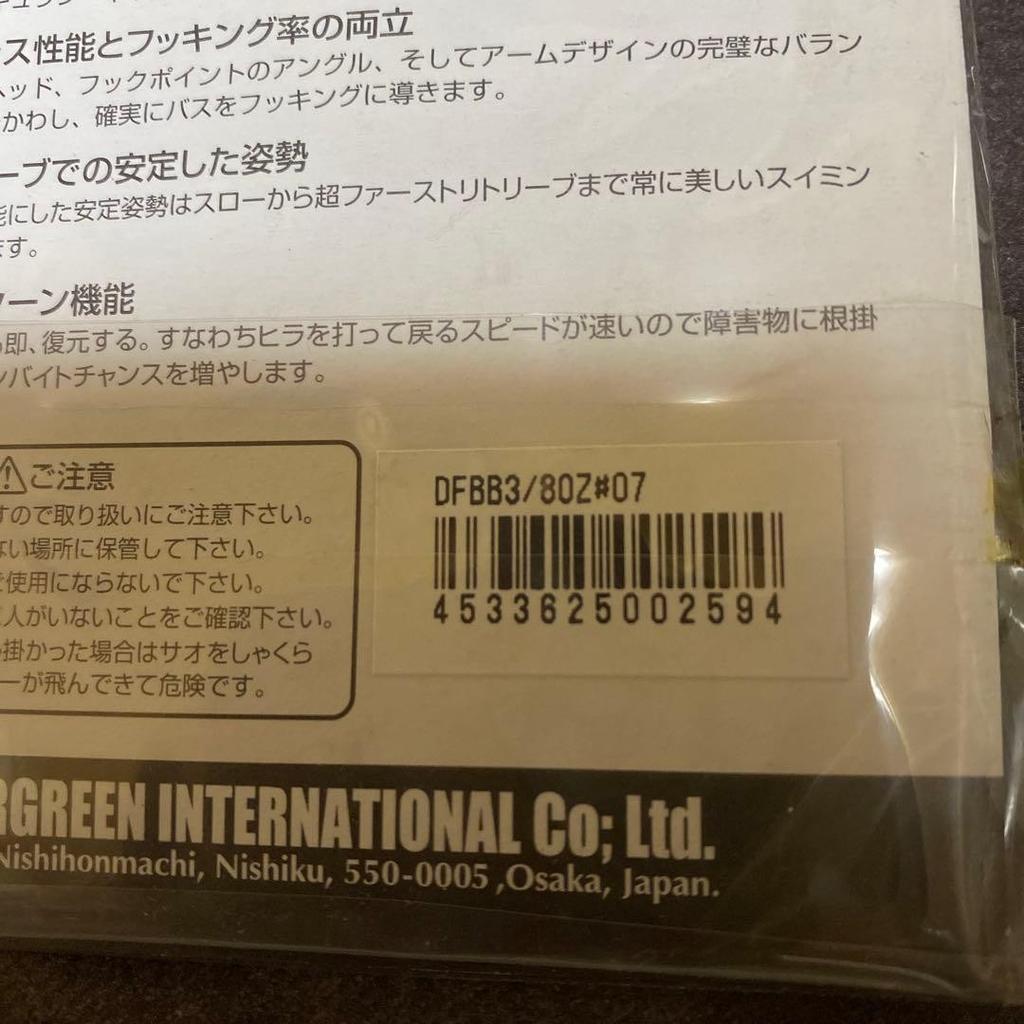 ス性能とフッキング率の両立
ヘッド、フックポイントのアングル、そしてアームデザインの完璧なバラン
かわし、確実にバスをフッキングに導きます。
ーブでの安定した姿勢
能にした安定姿勢はスローから超ファーストリトリーブまで常に美しいスイミン
ます。
ターン機能
即、復元する。すなわちヒラを打って戻るスピードが速いので障害物に根掛
ンバイトチャンスを増やします。
⚠ご注意
すので取り扱いにご注意下さい。
ない場所に保管して下さい。
ご使用にならないで下さい。
人がいないことをご確認下さい。
掛かった場合はサオをしゃくら
ーが飛んできて危険です。
DFBB3/8OZ#07
4533625002594
RGREEN INTERNATIONAL Co; Ltd.
Nishihonmachi, Nishiku, 550-0005 ,Osaka, Japan.